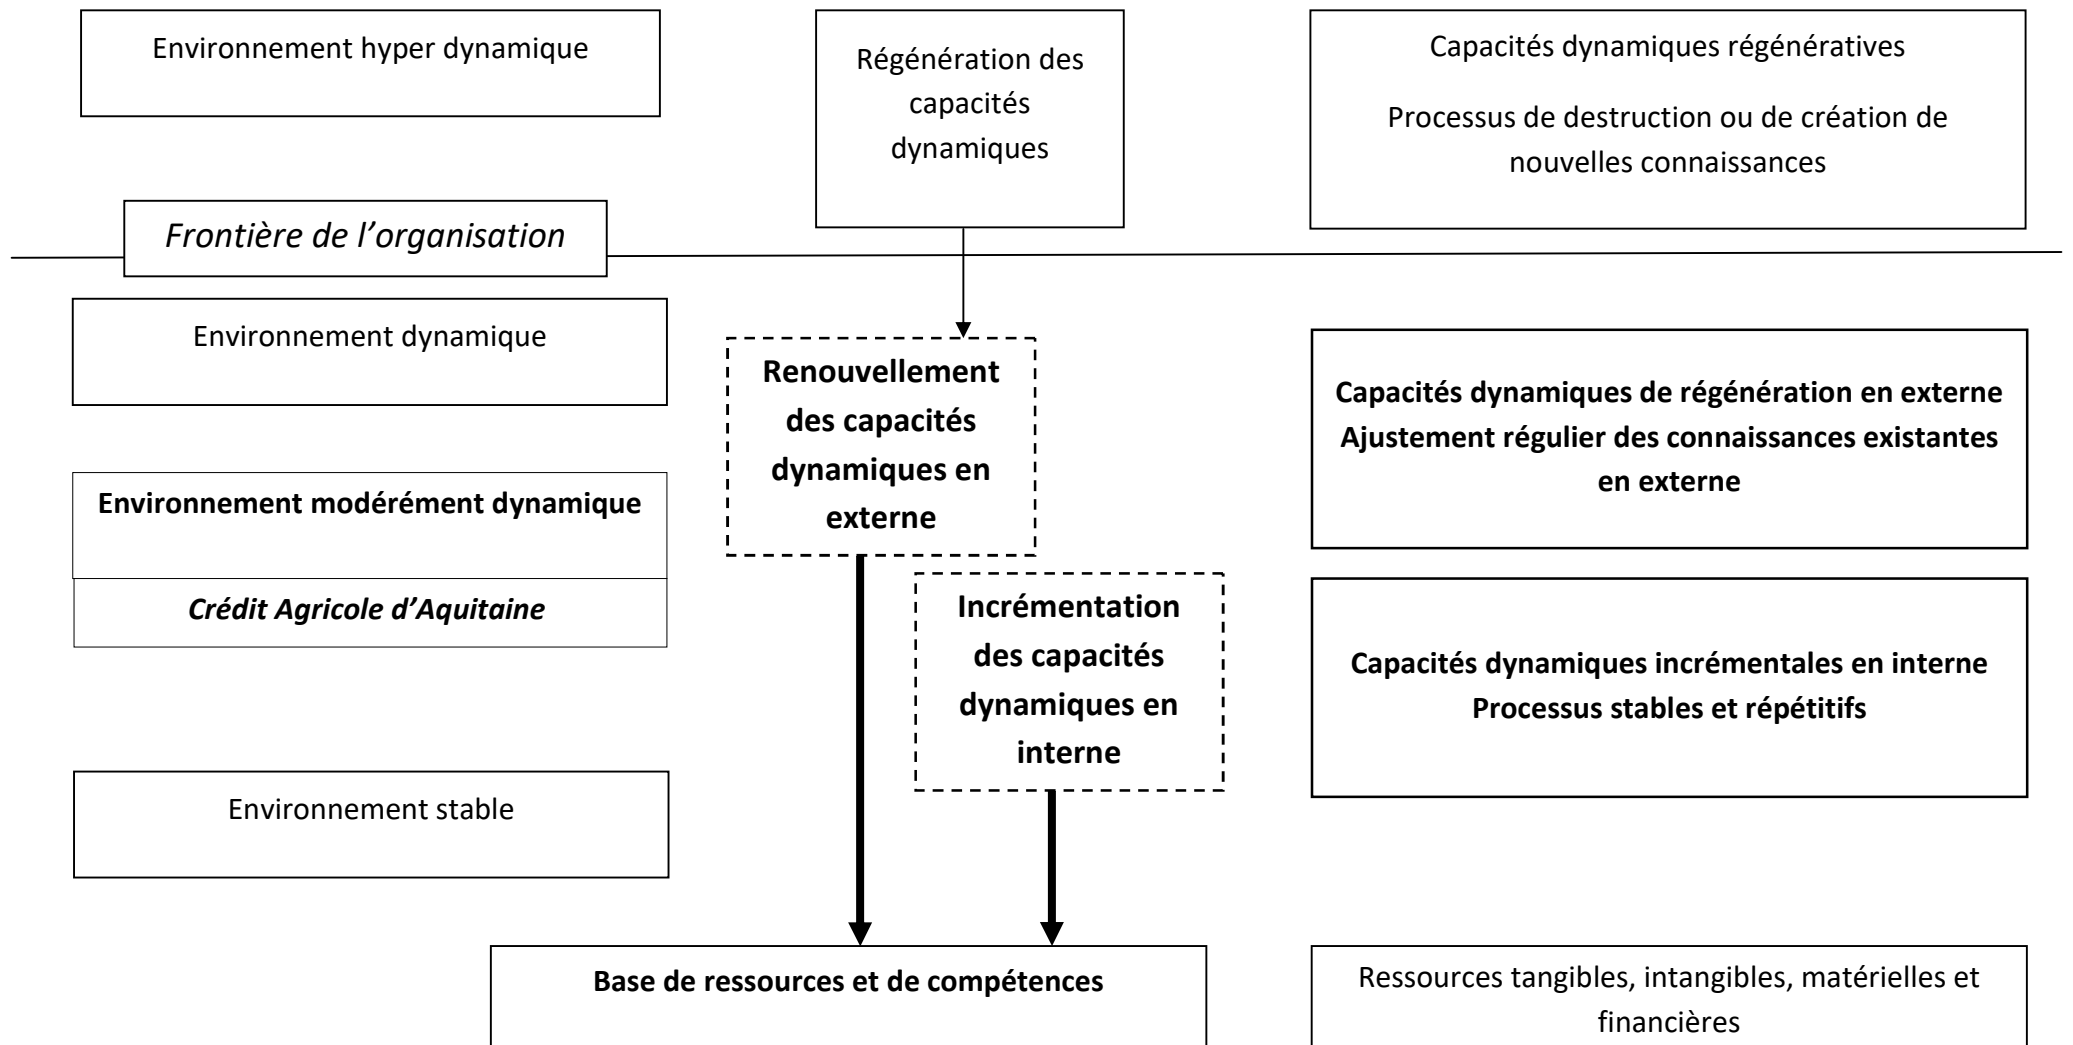 Environnement hyper dynamique
Régénération des
capacités
dynamiques
Capacités dynamiques régénératives
Processus de destruction ou de création de
nouvelles connaissances
Frontière de l’organisation
Environnement dynamique
Renouvellement
des capacités
dynamiques en
externe
Capacités dynamiques de régénération en externe
Ajustement régulier des connaissances existantes
en externe
Environnement modérément dynamique
Crédit Agricole d’Aquitaine
Incrémentation
des capacités
dynamiques en
interne
Capacités dynamiques incrémentales en interne
Processus stables et répétitifs
Environnement stable
Base de ressources et de compétences
Ressources tangibles, intangibles, matérielles et
financières